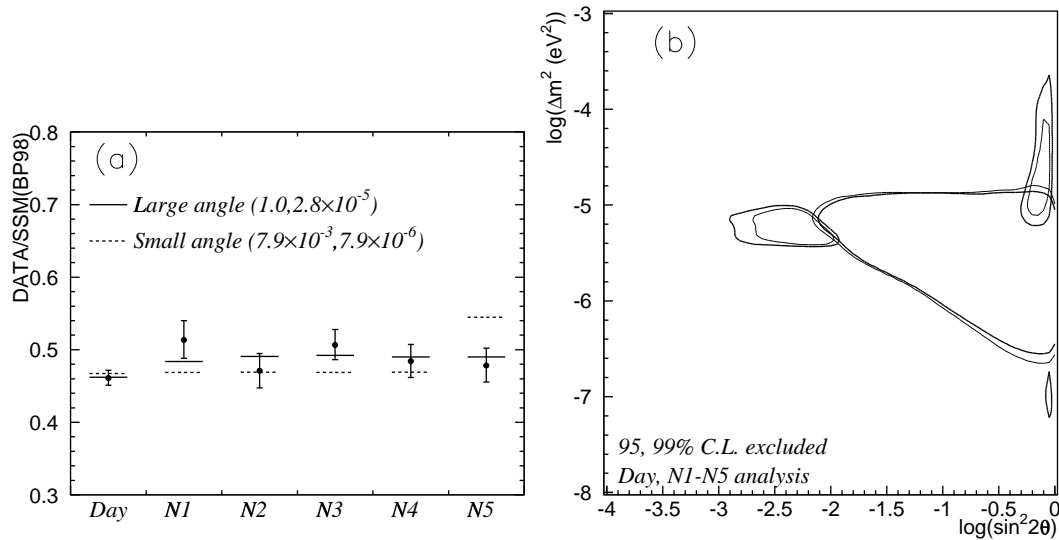 (a)
DATA/SSM(BP98)
0.8
0.7
0.6
0.5
0.4
0.3
Large angle (1.0,2.8×10⁻⁵)
Small angle (7.9×10⁻³,7.9×10⁻⁶)
Day N1 N2 N3 N4 N5
(b)
log(Δm² (eV²))
-3
-4
-5
-6
-7
-8
95, 99% C.L. excluded
Day, N1-N5 analysis
-4 -3.5 -3 -2.5 -2 -1.5 -1 -0.5 0
log(sin²2θ)